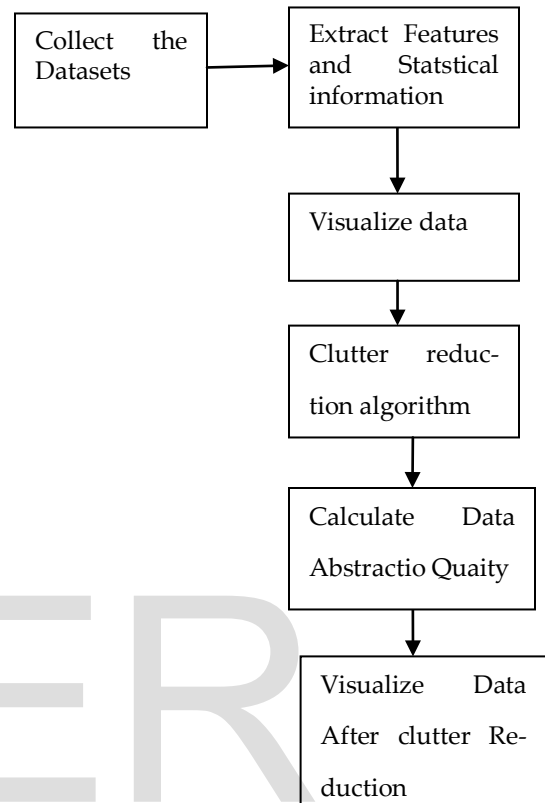 Collect the
Datasets
Extract Features
and Statstical
information
Visualize data
Clutter reduc-
tion algorithm
Calculate Data
Abstractio Quaity
Visualize Data
After clutter Re-
duction
ER